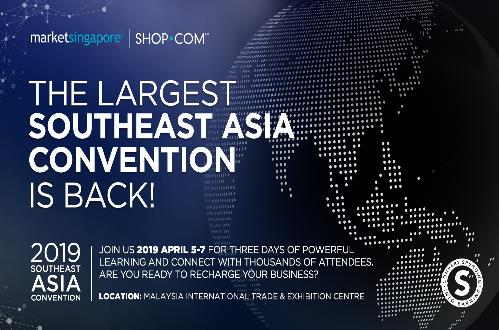 marketsingapore | SHOP•COM
THE LARGEST
SOUTHEAST ASIA
CONVENTION
IS BACK!
2019
SOUTHEAST
ASIA
CONVENTION
JOIN US 2019 APRIL 5-7 FOR THREE DAYS OF POWERFUL
LEARNING AND CONNECT WITH THOUSANDS OF ATTENDEES.
ARE YOU READY TO RECHARGE YOUR BUSINESS?
LOCATION: MALAYSIA INTERNATIONAL TRADE & EXHIBITION CENTRE
S